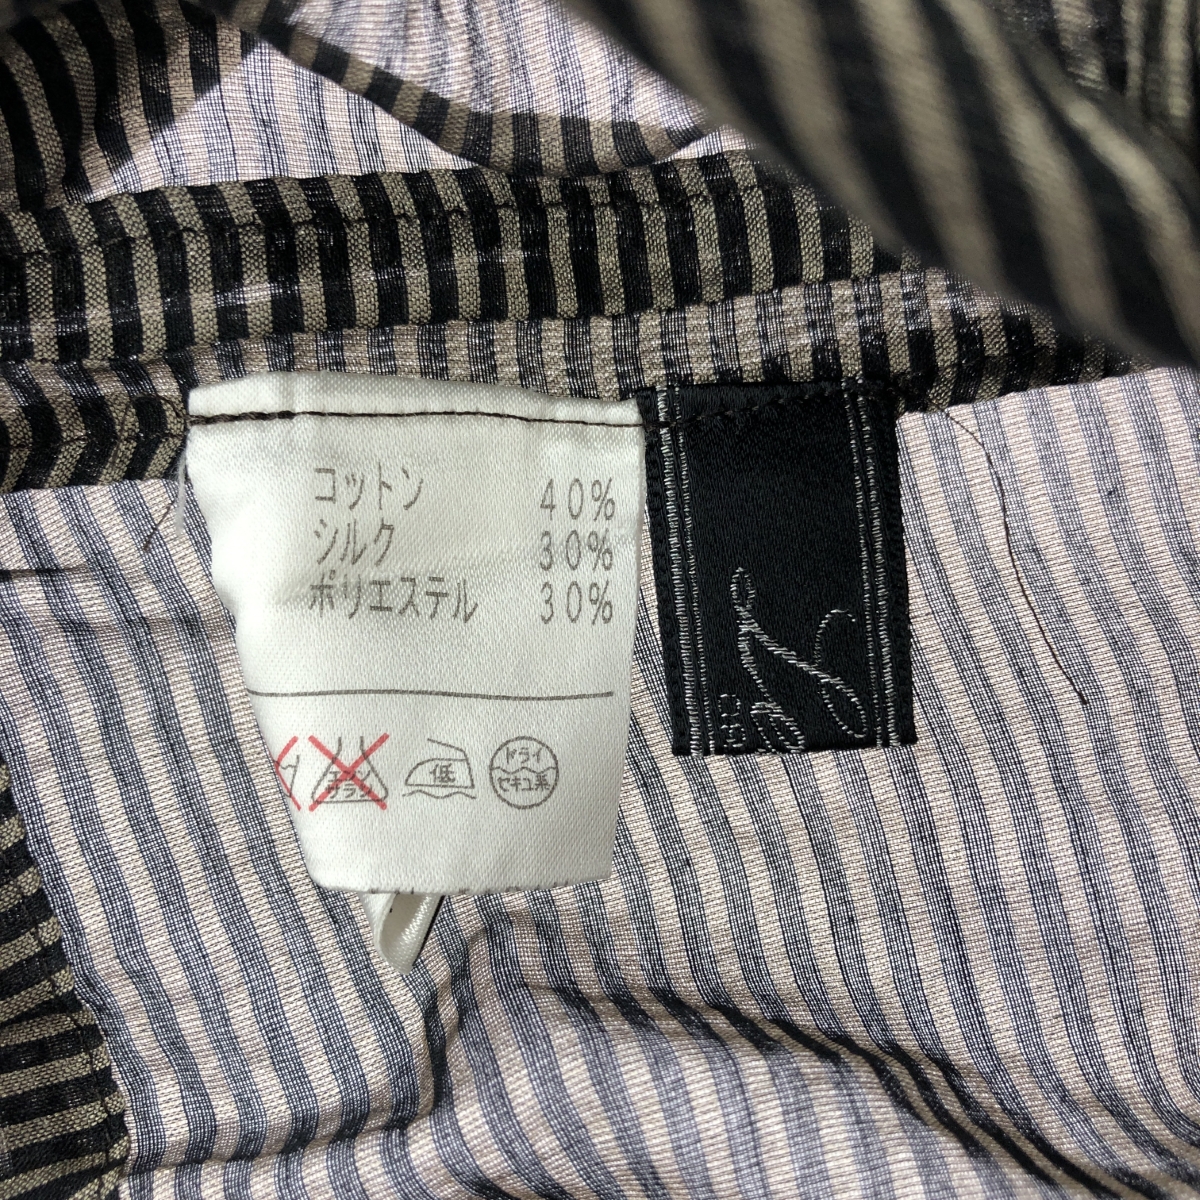 コットン 40%
シルク 30%
ポリエステル 30%
低
ドライ
セキユ系